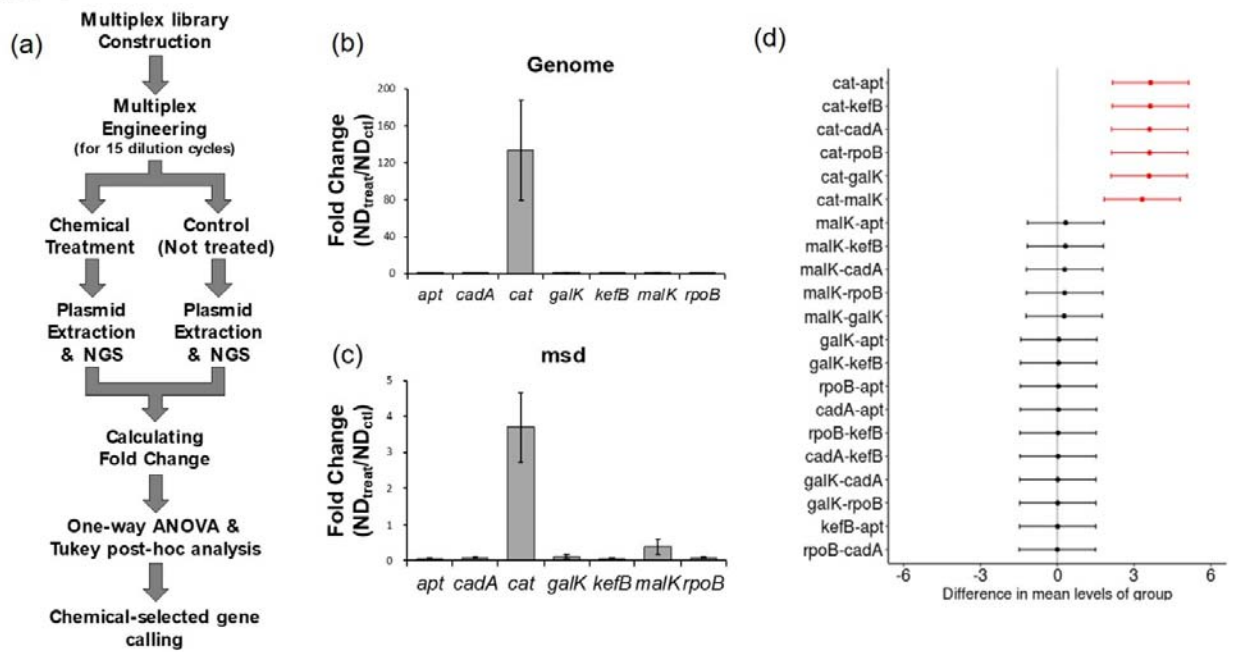 (a)
Multiplex library
Construction
Multiplex
Engineering
(for 15 dilution cycles)
Chemical
Treatment
Control
(Not treated)
Plasmid
Extraction
& NGS
Plasmid
Extraction
& NGS
Calculating
Fold Change
One-way ANOVA &
Tukey post-hoc analysis
Chemical-selected gene
calling
(b)
Genome
Fold Change
(NDtreat/NDctl)
200
160
120
80
40
0
apt cadA cat galK kefB malK rpoB
(c)
msd
Fold Change
(NDtreat/NDctl)
5
4
3
2
1
0
apt cadA cat galK kefB malK rpoB
(d)
cat-apt
cat-kefB
cat-cadA
cat-rpoB
cat-galK
cat-malK
malK-apt
malK-kefB
malK-cadA
malK-rpoB
malK-galK
galK-apt
galK-kefB
rpoB-apt
cadA-apt
rpoB-kefB
cadA-kefB
galK-cadA
galK-rpoB
kefB-apt
rpoB-cadA
-6 -3 0 3 6
Difference in mean levels of group